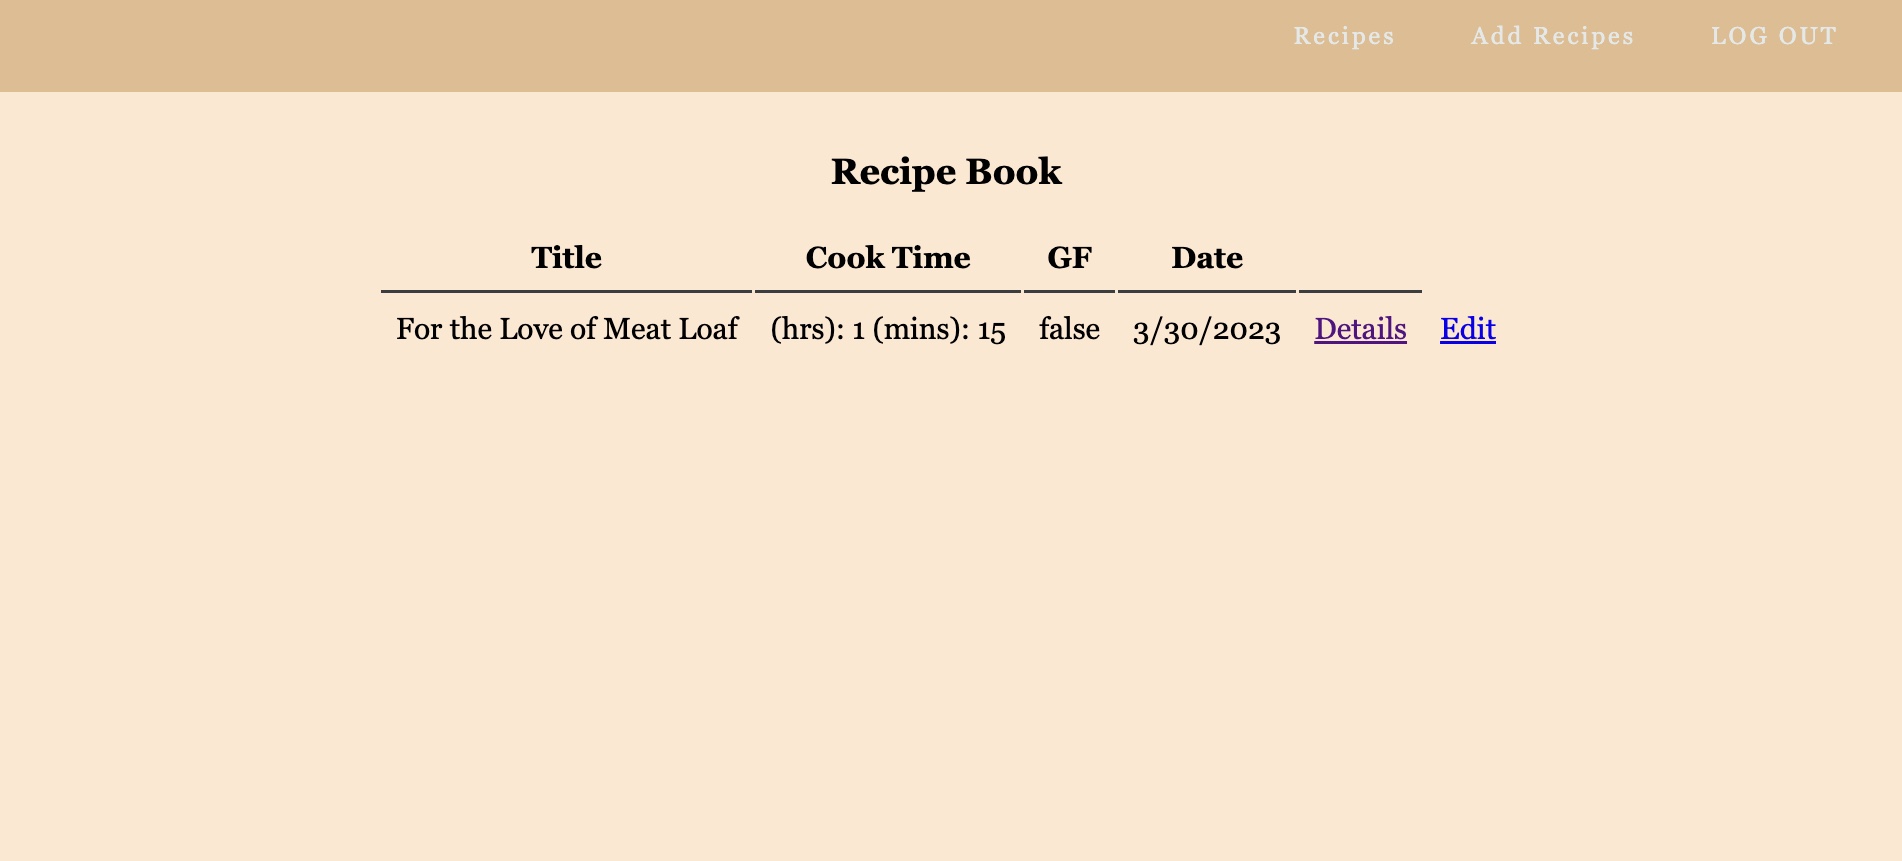 Recipes Add Recipes LOG OUT
Recipe Book
Title Cook Time GF Date
For the Love of Meat Loaf (hrs): 1 (mins): 15 false 3/30/2023 Details Edit